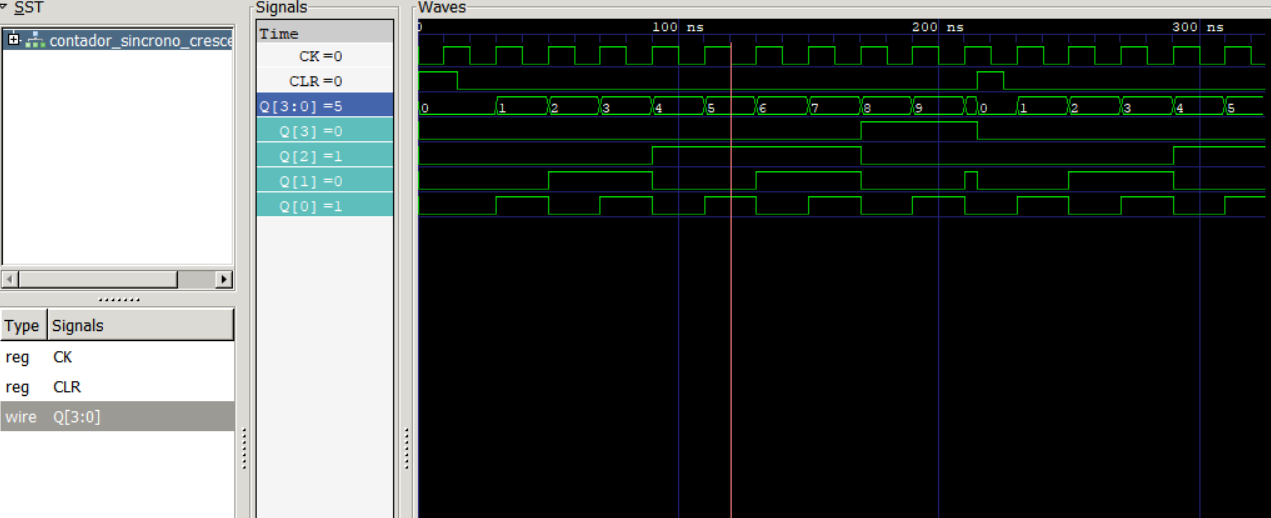 SST
contador_sincrono_cresce
Type Signals
reg CK
reg CLR
wire Q[3:0]
Signals
Time
CK=0
CLR=0
Q[3:0]=5
Q[3]=0
Q[2]=1
Q[1]=0
Q[0]=1
Waves
0 100 ns 200 ns 300 ns
0 1 2 3 4 5 6 7 8 9 0 1 2 3 4 5